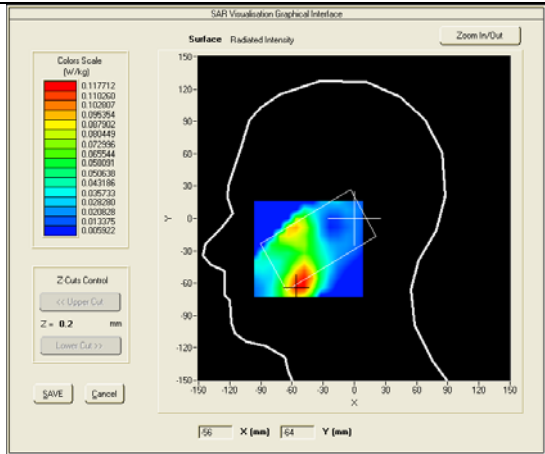 SAR Visualisation Graphical Interface
Surface Radiated Intensity
Zoom In/Out
Colors Scale
(W/kg)
0.117712
0.110260
0.102807
0.095354
0.087902
0.080449
0.072996
0.065544
0.058091
0.050638
0.043186
0.035733
0.028280
0.020828
0.013375
0.005922
Z Cuts Control
<< Upper Cut
Z = 0.2 mm
Lower Cut >>
SAVE Cancel
150
120
90
60
30
0
-30
-60
-90
-120
-150
Y
-150 -120 -90 -60 -30 0 30 60 90 120 150
X
-56 X (mm) -64 Y (mm)